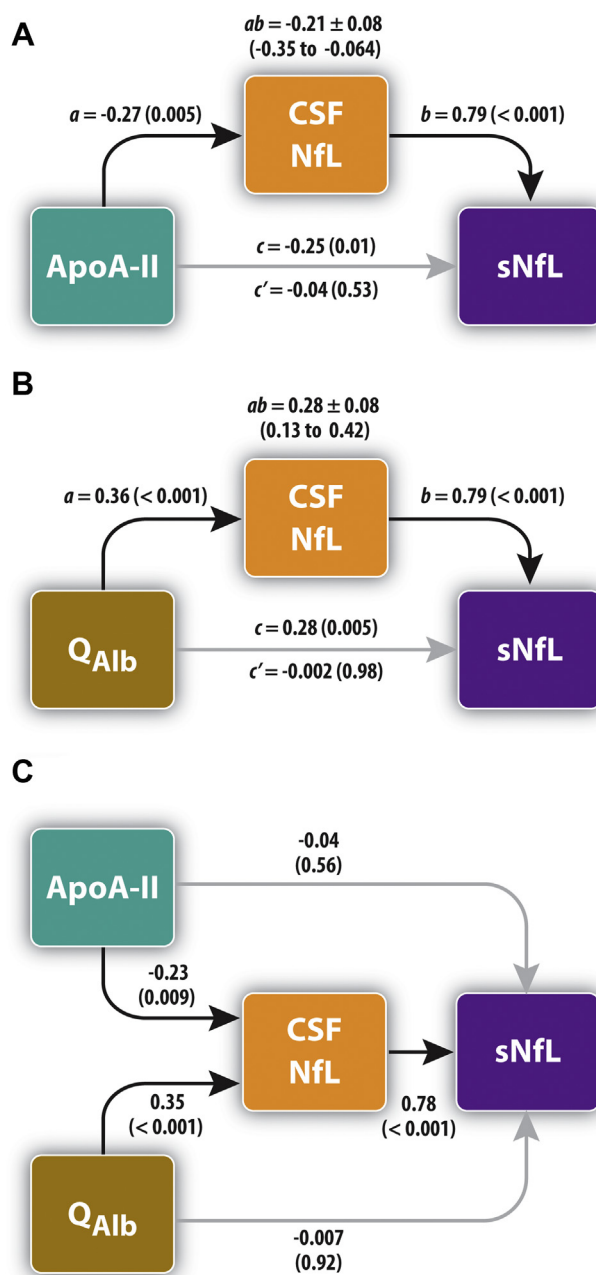 A
ab = -0.21 ± 0.08
(-0.35 to -0.064)
a = -0.27 (0.005)
CSF
NfL
b = 0.79 (< 0.001)
ApoA-II
c = -0.25 (0.01)
c′ = -0.04 (0.53)
sNfL
B
ab = 0.28 ± 0.08
(0.13 to 0.42)
a = 0.36 (< 0.001)
CSF
NfL
b = 0.79 (< 0.001)
QAlb
c = 0.28 (0.005)
c′ = -0.002 (0.98)
sNfL
C
ApoA-II
-0.04
(0.56)
-0.23
(0.009)
CSF
NfL
sNfL
0.35
(< 0.001)
0.78
(< 0.001)
QAlb
-0.007
(0.92)